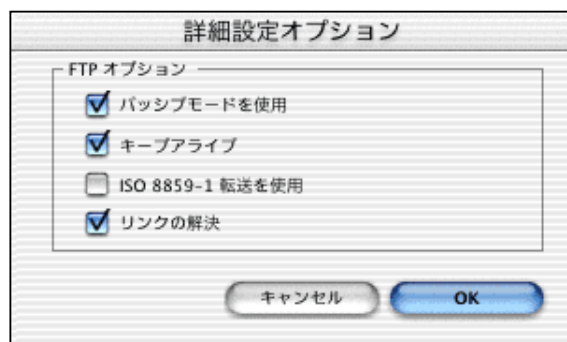 詳細設定オプション
FTP オプション
パッシブモードを使用
キープアライブ
ISO 8859-1 転送を使用
リンクの解決
キャンセル
OK